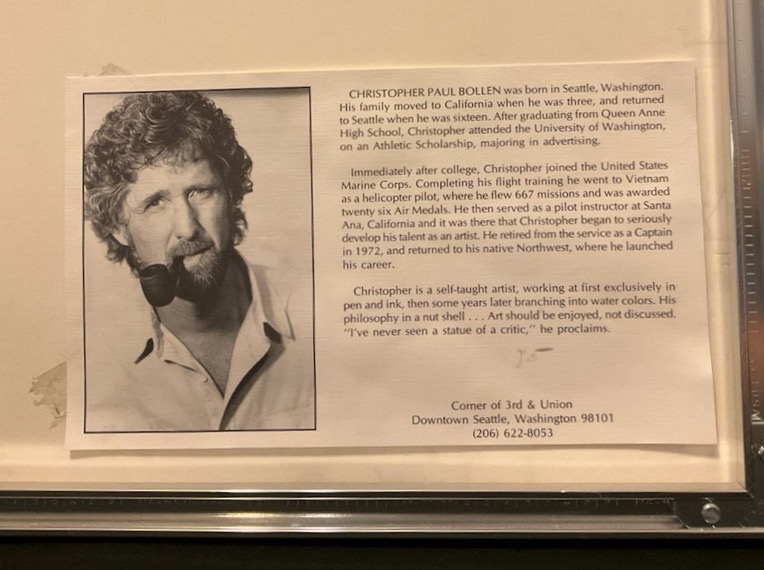 CHRISTOPHER PAUL BOLLEN was born in Seattle, Washington.
His family moved to California when he was three, and returned
to Seattle when he was sixteen. After graduating from Queen Anne
High School, Christopher attended the University of Washington,
on an Athletic Scholarship, majoring in advertising.
Immediately after college, Christopher joined the United States
Marine Corps. Completing his flight training he went to Vietnam
as a helicopter pilot, where he flew 667 missions and was awarded
twenty six Air Medals. He then served as a pilot instructor at Santa
Ana, California and it was there that Christopher began to seriously
develop his talent as an artist. He retired from the service as a Captain
in 1972, and returned to his native Northwest, where he launched
his career.
Christopher is a self-taught artist, working at first exclusively in
pen and ink, then some years later branching into water colors. His
philosophy in a nut shell . . . Art should be enjoyed, not discussed.
"I've never seen a statue of a critic," he proclaims.
Corner of 3rd & Union
Downtown Seattle, Washington 98101
(206) 622-8053